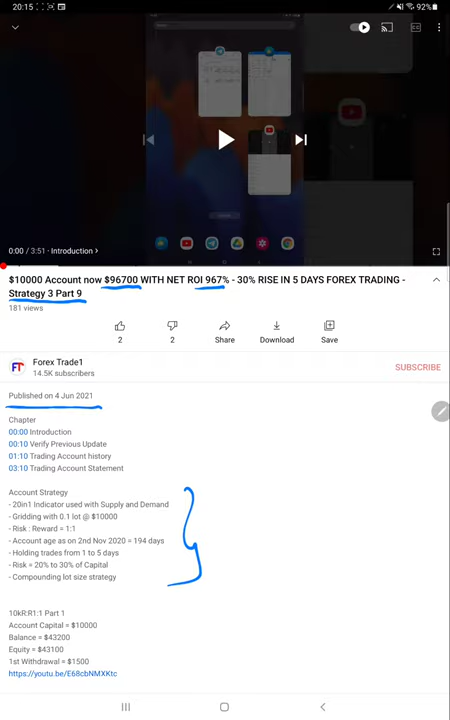 20:15
92%
0:00 / 3:51 · Introduction >
$10000 Account now $96700 WITH NET ROI 967% - 30% RISE IN 5 DAYS FOREX TRADING -
Strategy 3 Part 9
181 views
2
2
Share
Download
Save
FT
Forex Trade1
14.5K subscribers
SUBSCRIBE
Published on 4 Jun 2021
Chapter
00:00 Introduction
00:10 Verify Previous Update
01:10 Trading Account history
03:10 Trading Account Statement
Account Strategy
- 20in1 Indicator used with Supply and Demand
- Gridding with 0.1 lot @ $10000
- Risk : Reward = 1:1
- Account age as on 2nd Nov 2020 = 194 days
- Holding trades from 1 to 5 days
- Risk = 20% to 30% of Capital
- Compounding lot size strategy
10kR:R1:1 Part 1
Account Capital = $10000
Balance = $43200
Equity = $43100
1st Withdrawal = $1500
https://youtu.be/E68cbNMXKtc